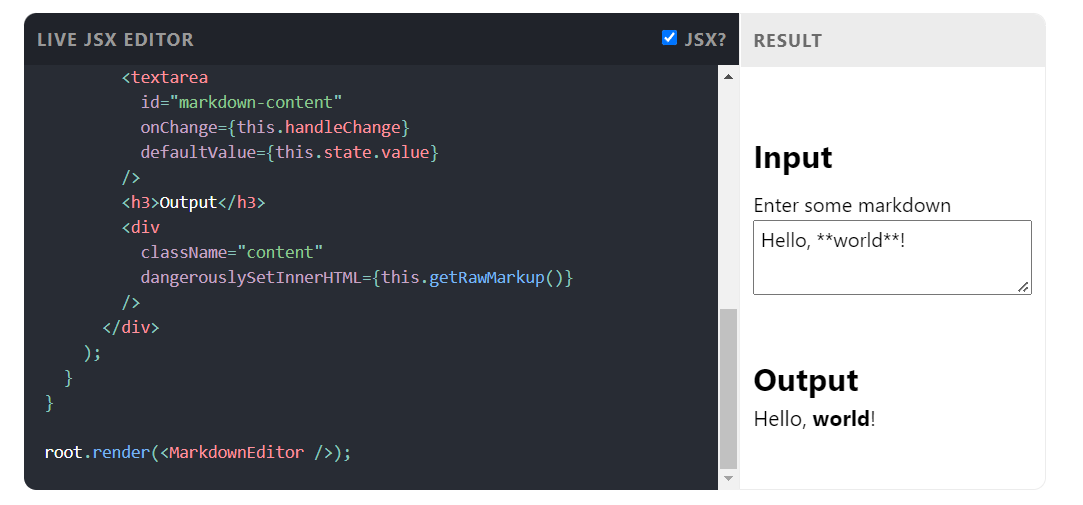 LIVE JSX EDITOR
JSX?
<textarea
id="markdown-content"
onChange={this.handleChange}
defaultValue={this.state.value}
/>
<h3>Output</h3>
<div
className="content"
dangerouslySetInnerHTML={this.getRawMarkup()}
/>
</div>
);
}
}
root.render(<MarkdownEditor />);
RESULT
Input
Enter some markdown
Hello, **world**!
Output
Hello, world!